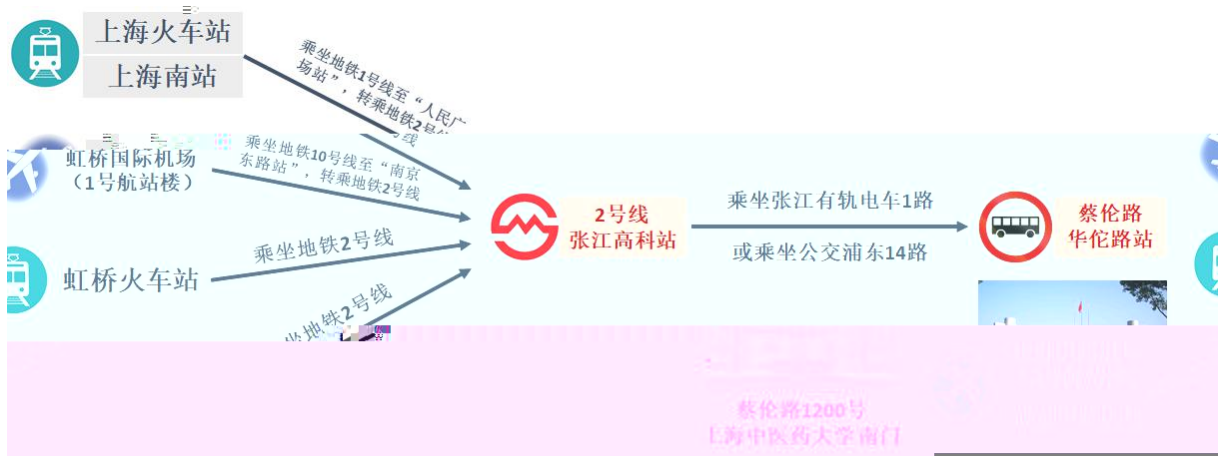 上海火车站
上海南站
乘坐地铁1号线至“人民广
场站”，转乘地铁2号线
虹桥国际机场
（1号航站楼）
乘坐地铁10号线至“南京
东路站”，转乘地铁2号线
虹桥火车站
乘坐地铁2号线
坐地铁2号线
2号线
张江高科站
乘坐张江有轨电车1路
或乘坐公交浦东14路
蔡伦路
华佗路站
蔡伦路1200号
上海中医药大学南门